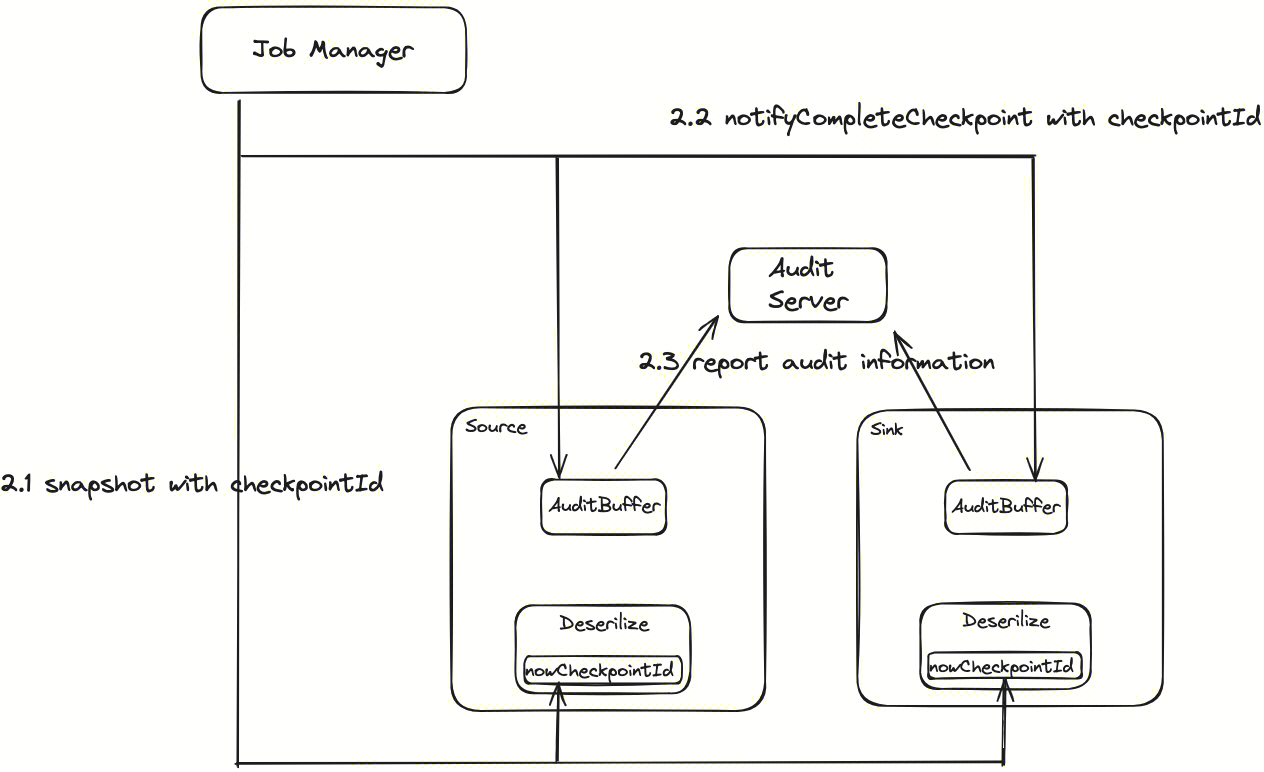 Job Manager
2.2 notifyCompleteCheckpoint with checkpointId
Audit
Server
2.3 report audit information
Source
Sink
2.1 snapshot with checkpointId
AuditBuffer
AuditBuffer
Deserilize
nowCheckpointId
Deserilize
nowCheckpointId